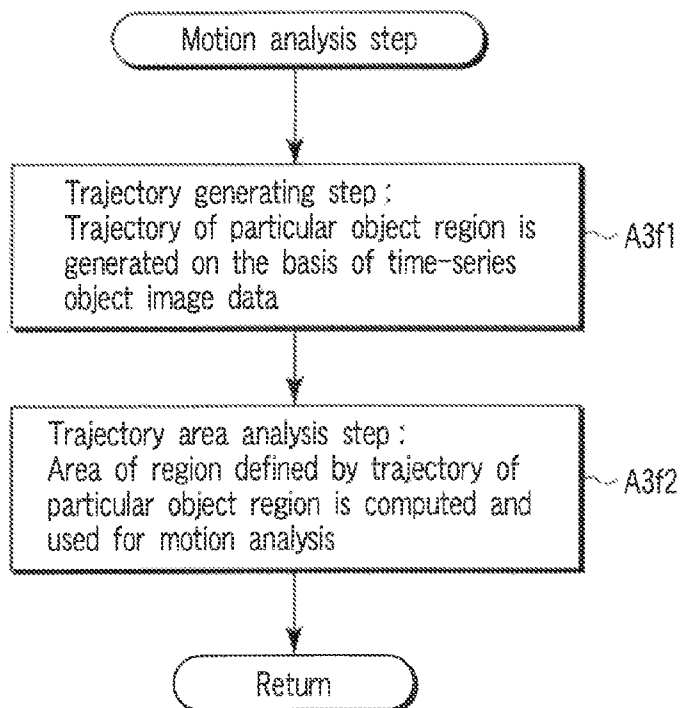 Motion analysis step
Trajectory generating step :
Trajectory of particular object region is
generated on the basis of time-series
object image data
A3f1
Trajectory area analysis step :
Area of region defined by trajectory of
particular object region is computed and
used for motion analysis
A3f2
Return